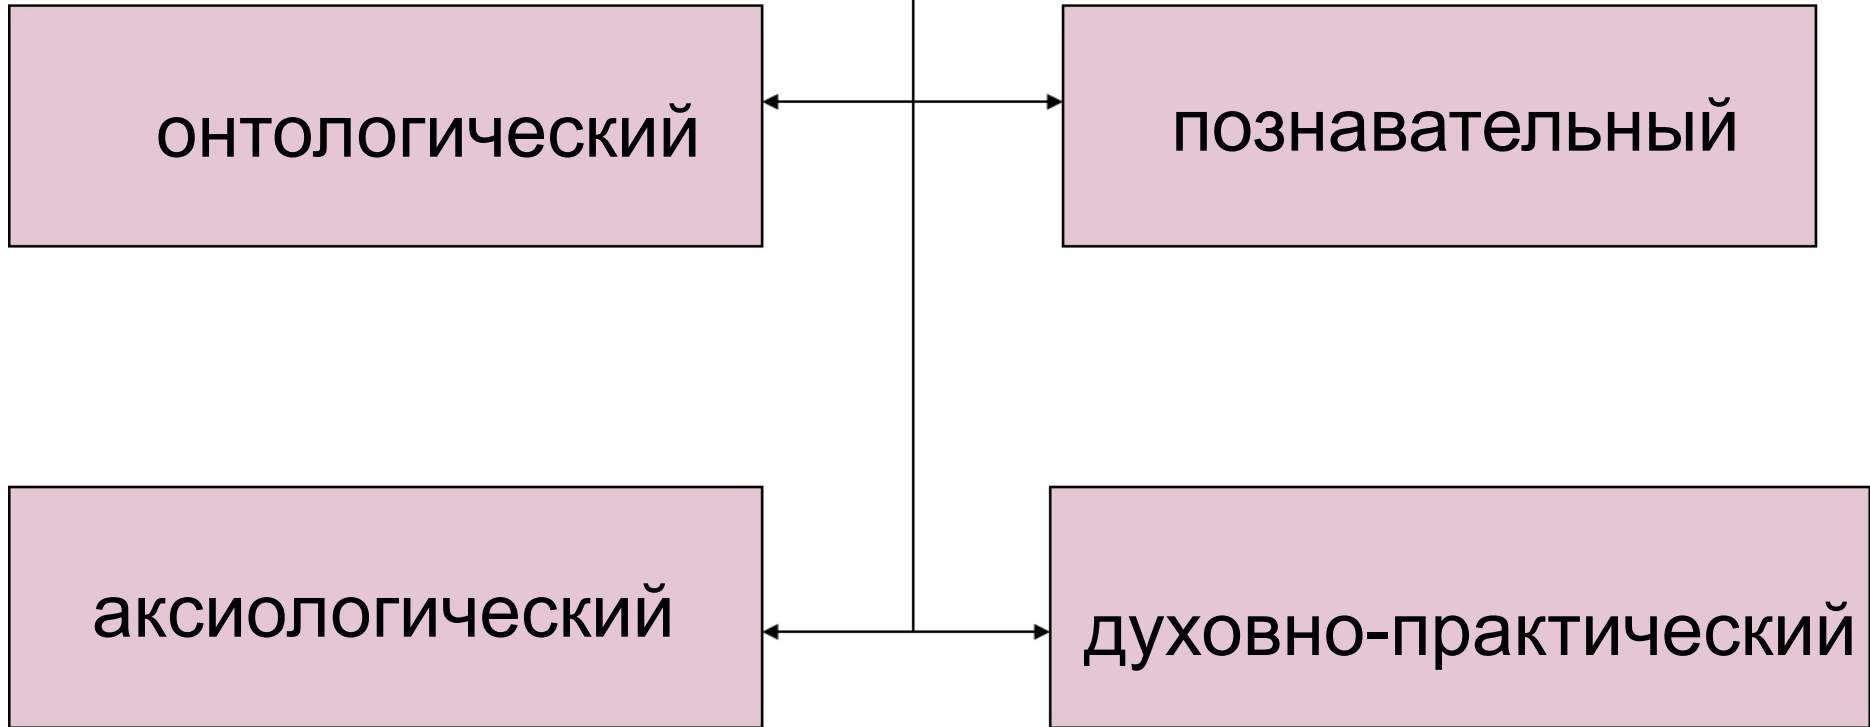 онтологический
познавательный
аксиологический
духовно-практический